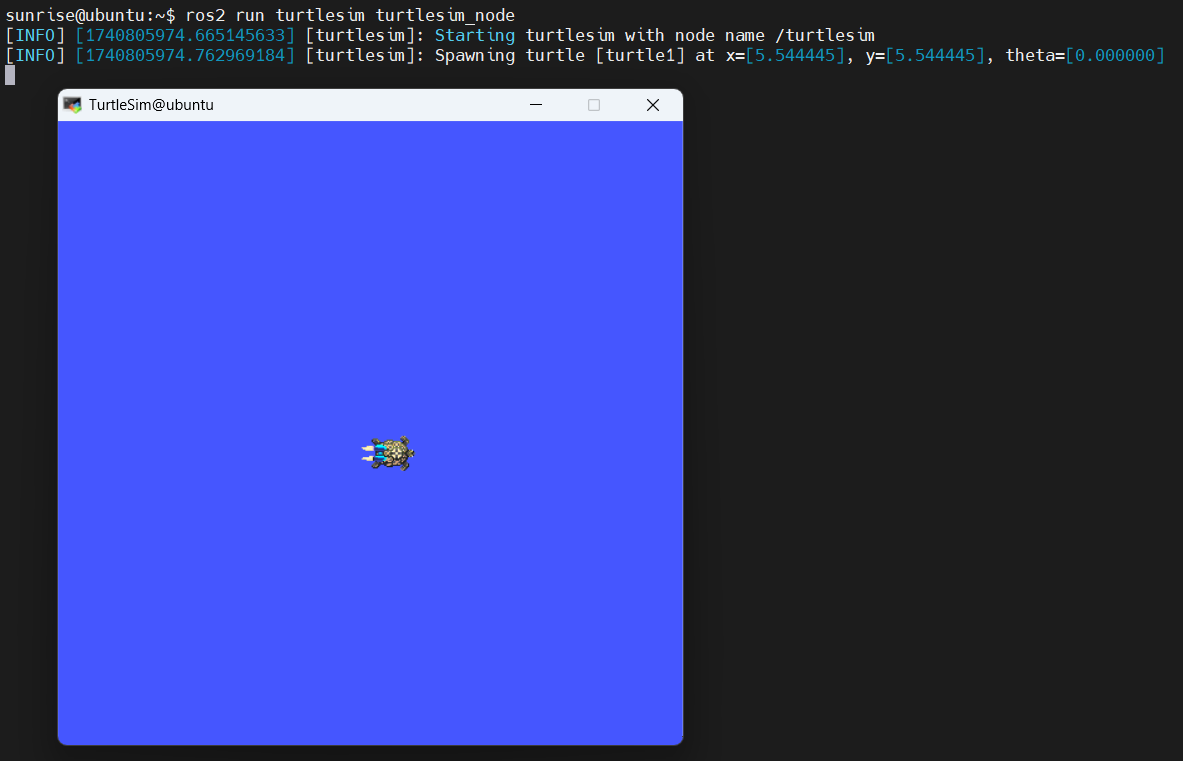 sunrise@ubuntu:~$ ros2 run turtlesim turtlesim_node
[INFO] [1740805974.665145633] [turtlesim]: Starting turtlesim with node name /turtlesim
[INFO] [1740805974.762969184] [turtlesim]: Spawning turtle [turtle1] at x=[5.544445], y=[5.544445], theta=[0.000000]
TurtleSim@ubuntu